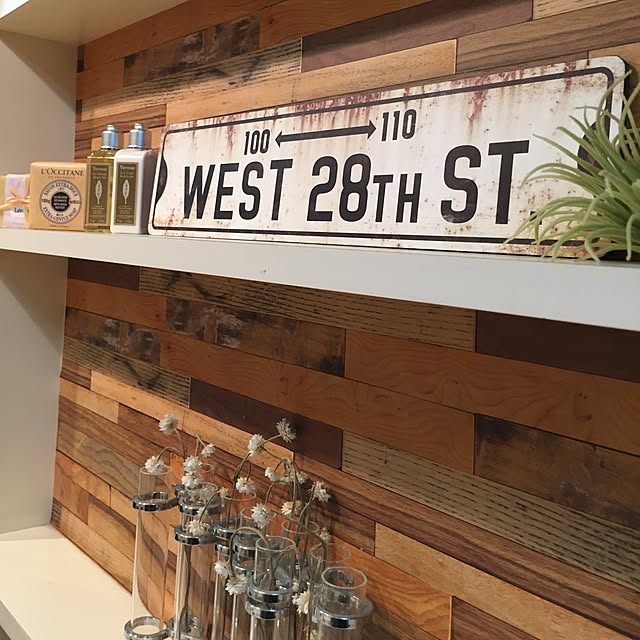 100 ↔ 110
WEST 28TH ST.
L'OCCITANE